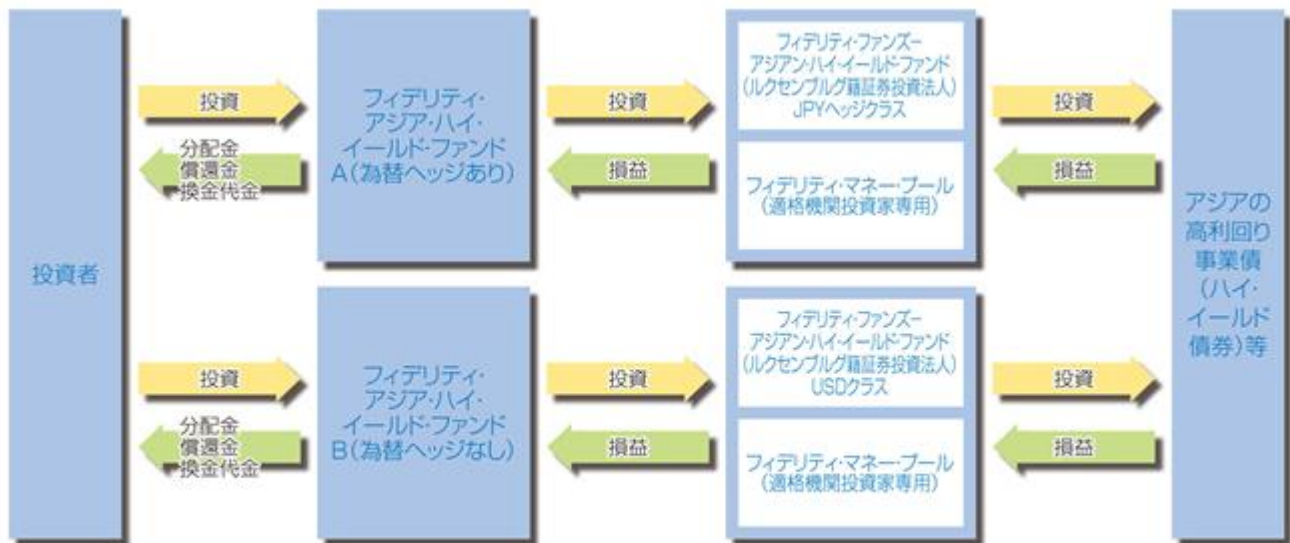 投資者
投資
分配金
償還金
換金代金
フィデリティ・
アジア・ハイ・
イールド・ファンド
A(為替ヘッジあり)
投資
損益
フィデリティ・ファンズー
アジアン・ハイ・イールド・ファンド
(ルクセンブルグ籍証券投資法人)
JPYヘッジクラス
フィデリティ・マネー・プール
(適格機関投資家専用)
投資
損益
投資
分配金
償還金
換金代金
フィデリティ・
アジア・ハイ・
イールド・ファンド
B(為替ヘッジなし)
投資
損益
フィデリティ・ファンズー
アジアン・ハイ・イールド・ファンド
(ルクセンブルグ籍証券投資法人)
USDクラス
フィデリティ・マネー・プール
(適格機関投資家専用)
投資
損益
アジアの
高利回り
事業債
(ハイ・
イールド
債券)等